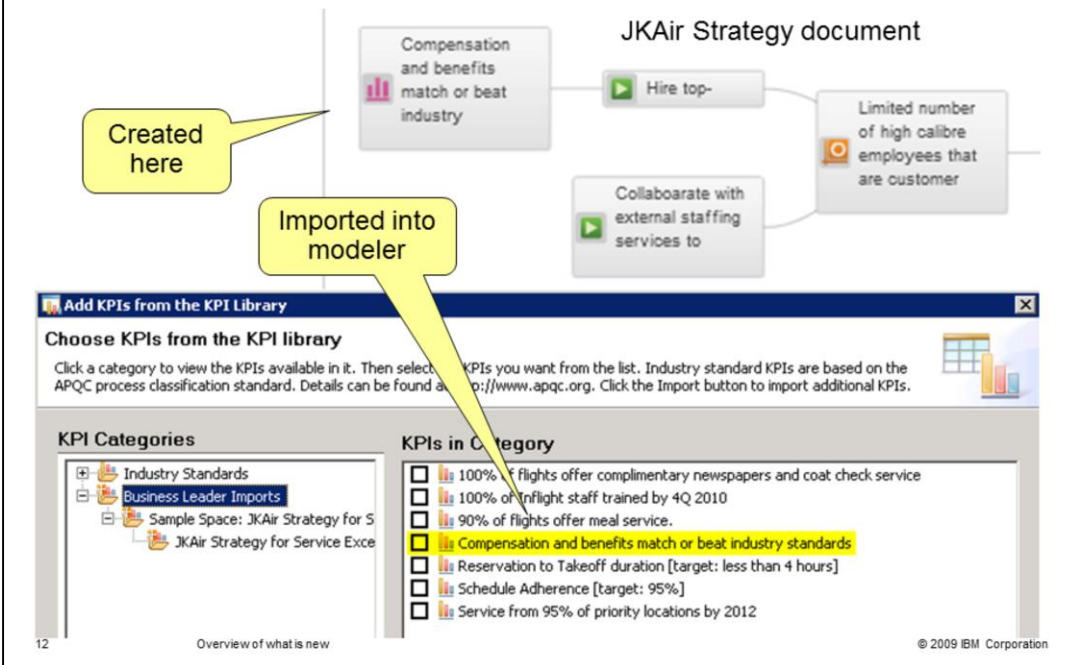 JKAir Strategy document
Compensation
and benefits
match or beat
industry
Hire top-
Limited number
of high calibre
employees that
are customer
Collaboarate with
external staffing
services to
Created
here
Imported into
modeler
Add KPIs from the KPI Library
Choose KPIs from the KPI library
Click a category to view the KPIs available in it. Then select KPIs you want from the list. Industry standard KPIs are based on the
APQC process classification standard. Details can be found a p://www.apqc.org. Click the Import button to import additional KPIs.
KPI Categories
Industry Standards
Business Leader Imports
Sample Space: JKAir Strategy for S
JKAir Strategy for Service Exce
KPIs in C tegory
100% of flights offer complimentary newspapers and coat check service
100% of Inflight staff trained by 4Q 2010
90% of flights offer meal service.
Compensation and benefits match or beat industry standards
Reservation to Takeoff duration [target: less than 4 hours]
Schedule Adherence [target: 95%]
Service from 95% of priority locations by 2012
12
Overview of what is new
© 2009 IBM Corporation